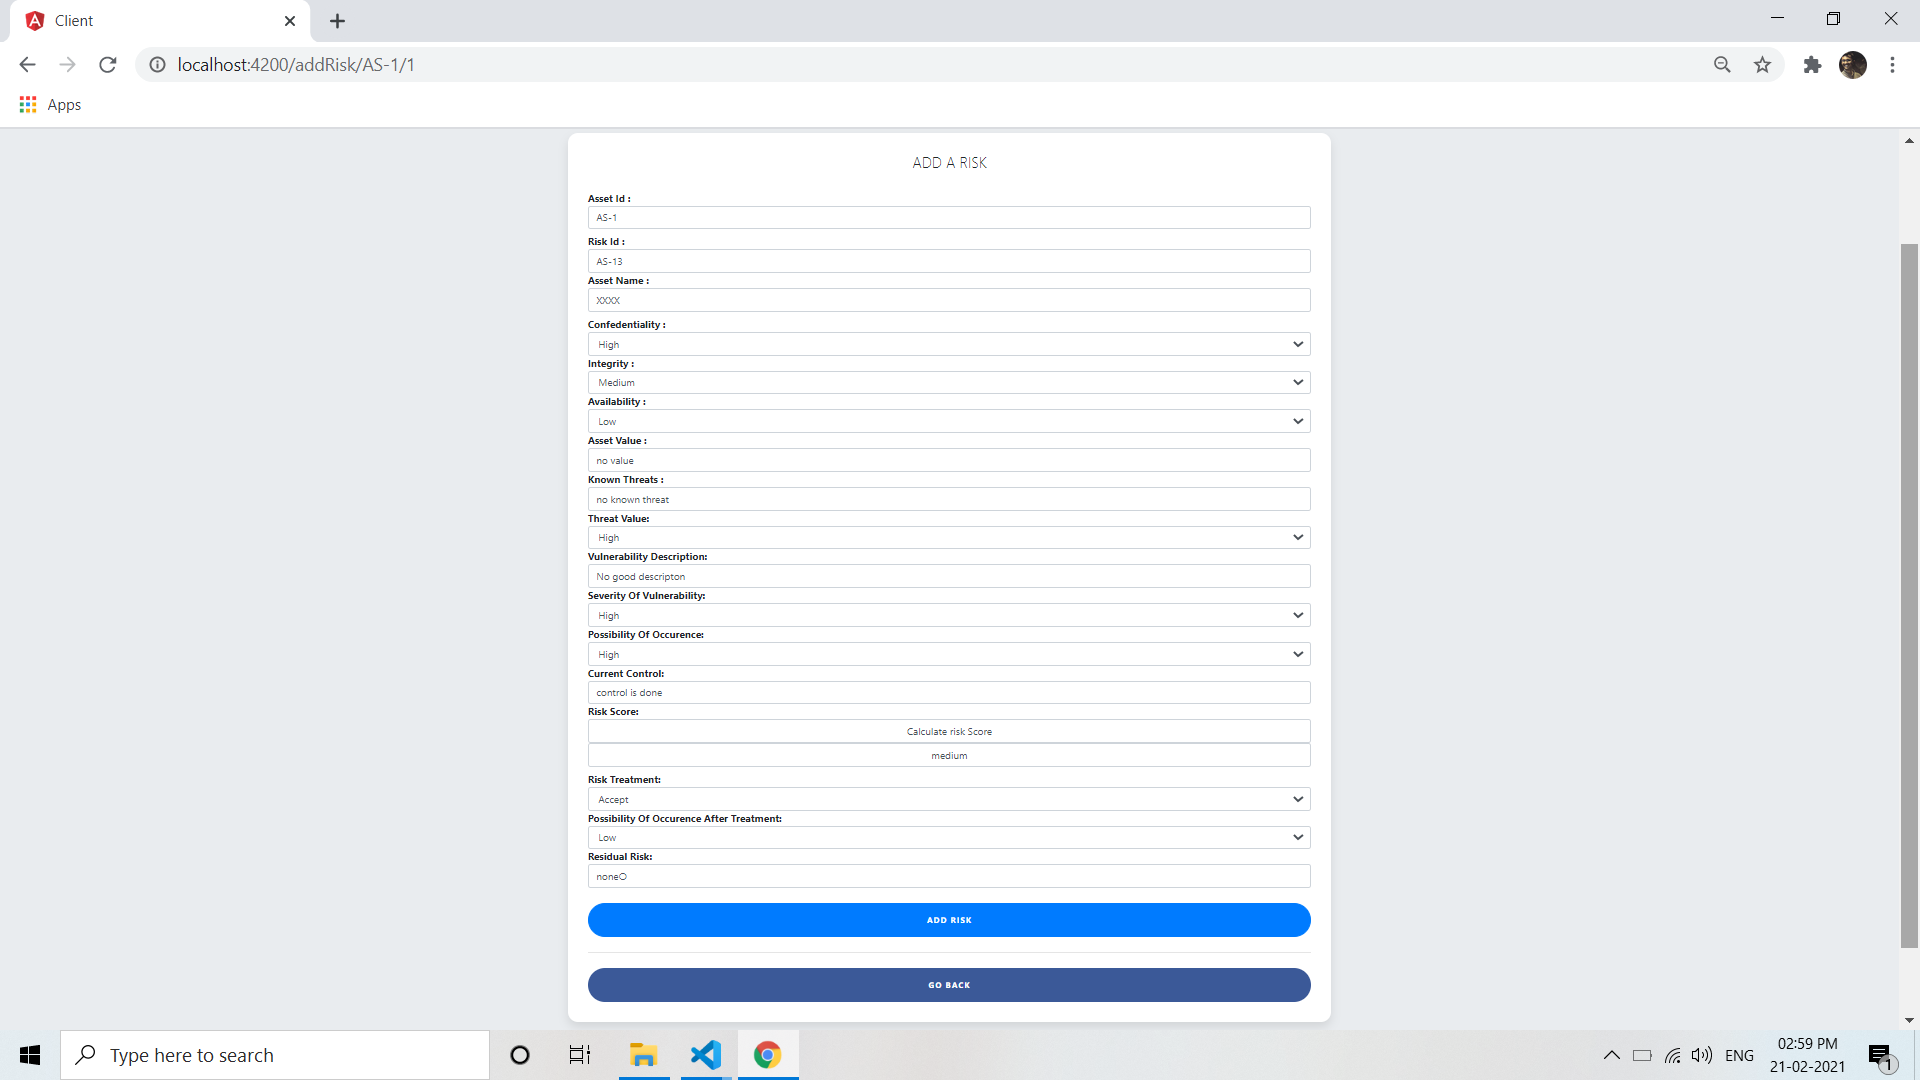 Client
localhost:4200/addRisk/AS-1/1
Apps
ADD A RISK
Asset Id :
AS-1
Risk Id :
AS-13
Asset Name :
XXXX
Confedentiality :
High
Integrity :
Medium
Availability :
Low
Asset Value :
no value
Known Threats :
no known threat
Threat Value:
High
Vulnerability Description:
No good descripton
Severity Of Vulnerability:
High
Possibility Of Occurence:
High
Current Control:
control is done
Risk Score:
Calculate risk Score
medium
Risk Treatment:
Accept
Possibility Of Occurence After Treatment:
Low
Residual Risk:
noneO
ADD RISK
GO BACK
Type here to search
ENG
02:59 PM
21-02-2021
1